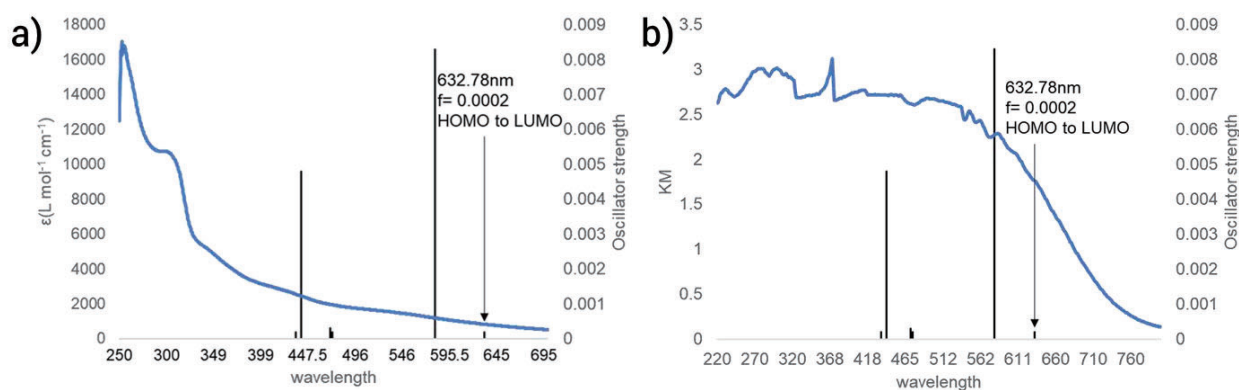 a)
ε(L mol⁻¹ cm⁻¹)
18000
16000
14000
12000
10000
8000
6000
4000
2000
0
632.78nm
f= 0.0002
HOMO to LUMO
0.009
0.008
0.007
0.006
0.005
0.004
0.003
0.002
0.001
0
Oscillator strength
250 300 349 399 447.5 496 546 595.5 645 695
wavelength
b)
KM
3.5
3
2.5
2
1.5
1
0.5
0
632.78nm
f= 0.0002
HOMO to LUMO
0.009
0.008
0.007
0.006
0.005
0.004
0.003
0.002
0.001
0
Oscillator strength
220 270 320 368 418 465 512 562 611 660 710 760
wavelength